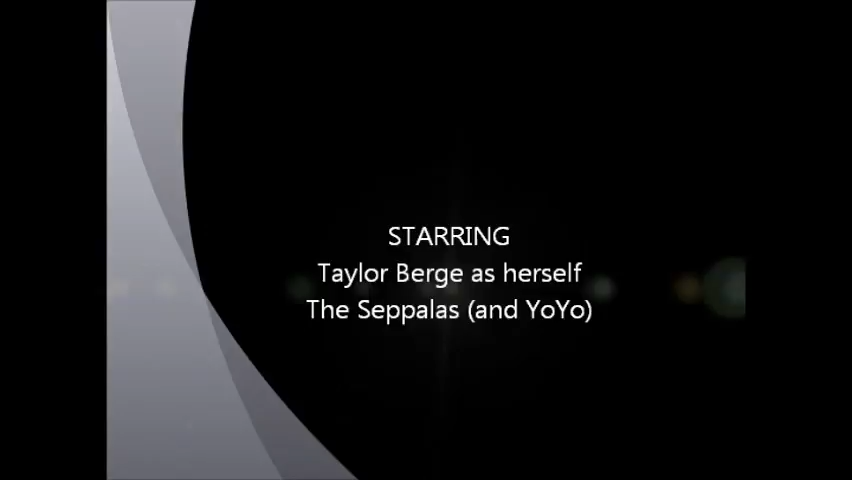 STARRING
Taylor Berge as herself
The Seppalas (and YoYo)